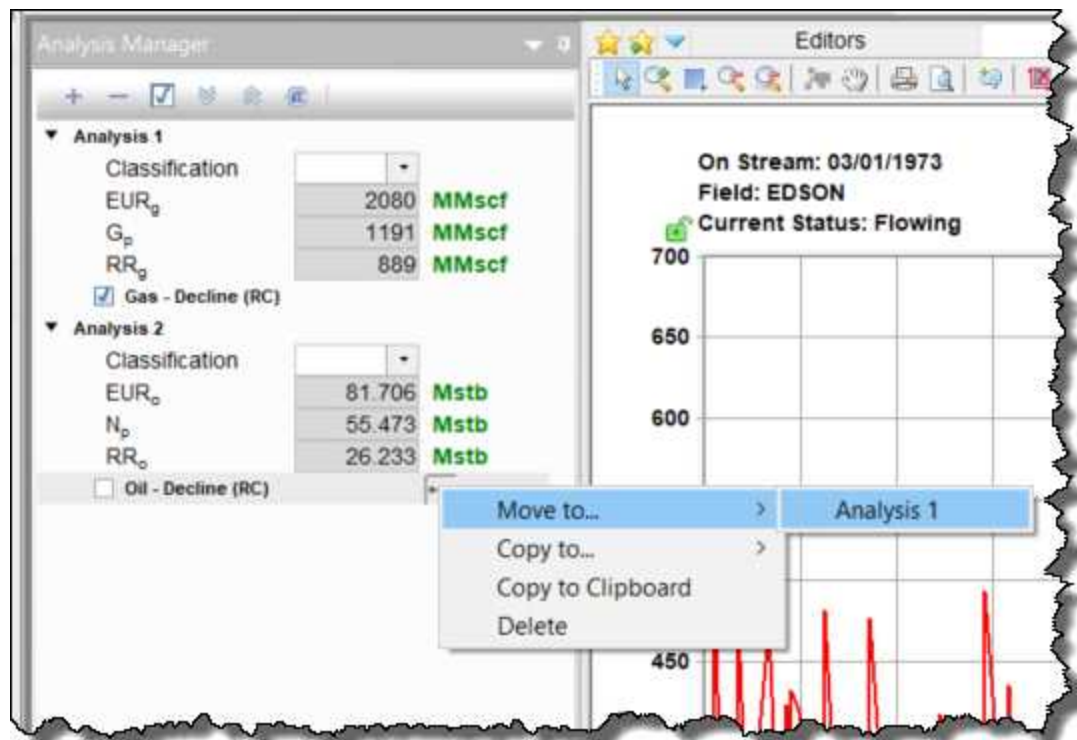 Analysis Manager
Editors
Analysis 1
Classification
EURg 2080 MMscf
Gp 1191 MMscf
RRg 889 MMscf
Gas - Decline (RC)
Analysis 2
Classification
EURo 81.706 Mstb
Np 55.473 Mstb
RRo 26.233 Mstb
Oil - Decline (RC)
Move to...
Analysis 1
Copy to...
Copy to Clipboard
Delete
On Stream: 03/01/1973
Field: EDSON
Current Status: Flowing
700
650
600
450